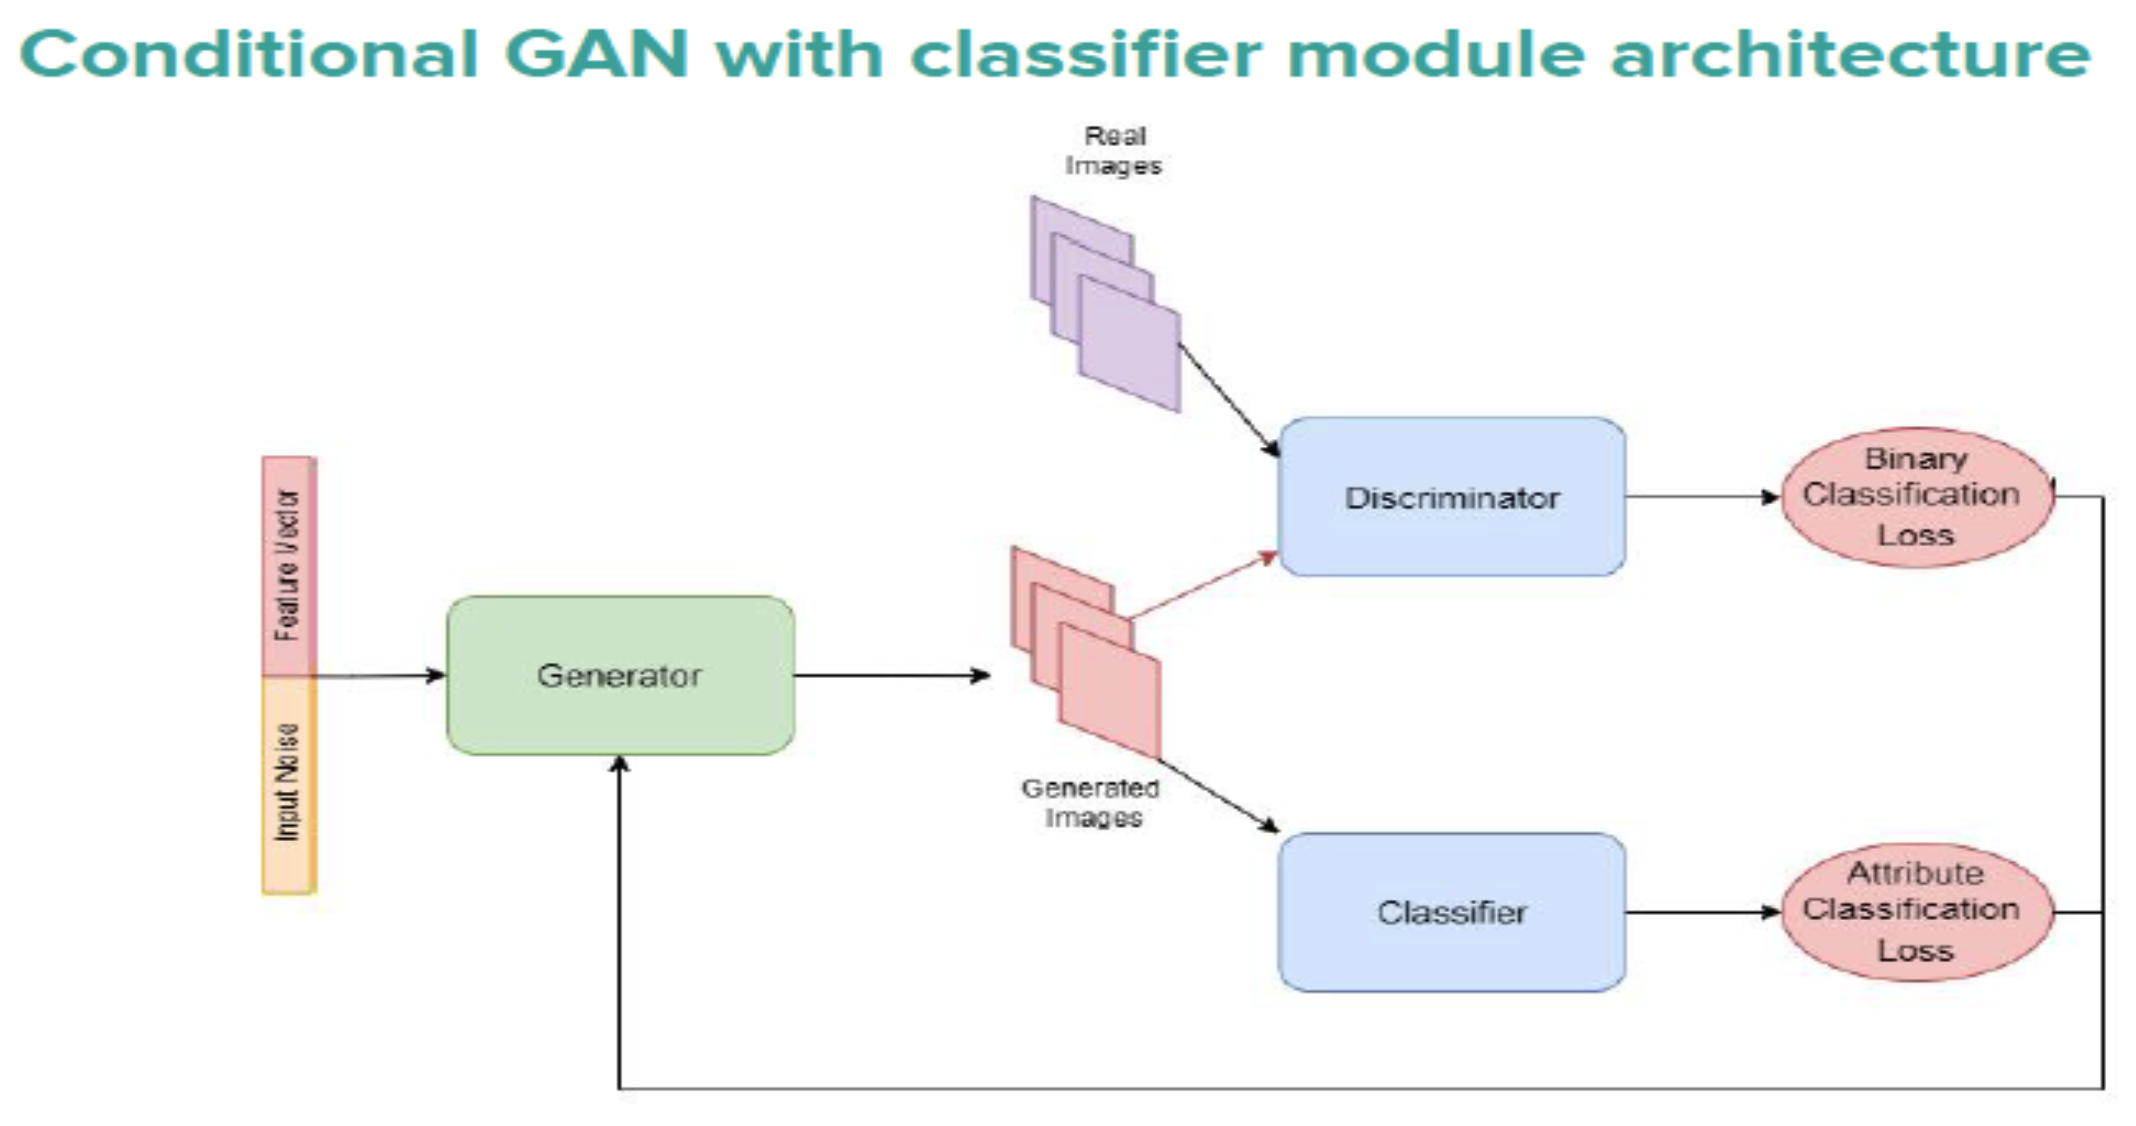 Conditional GAN with classifier module architecture
Real
Images
Feature Vector
Input Noise
Generator
Generated
Images
Discriminator
Binary
Classification
Loss
Classifier
Attribute
Classification
Loss